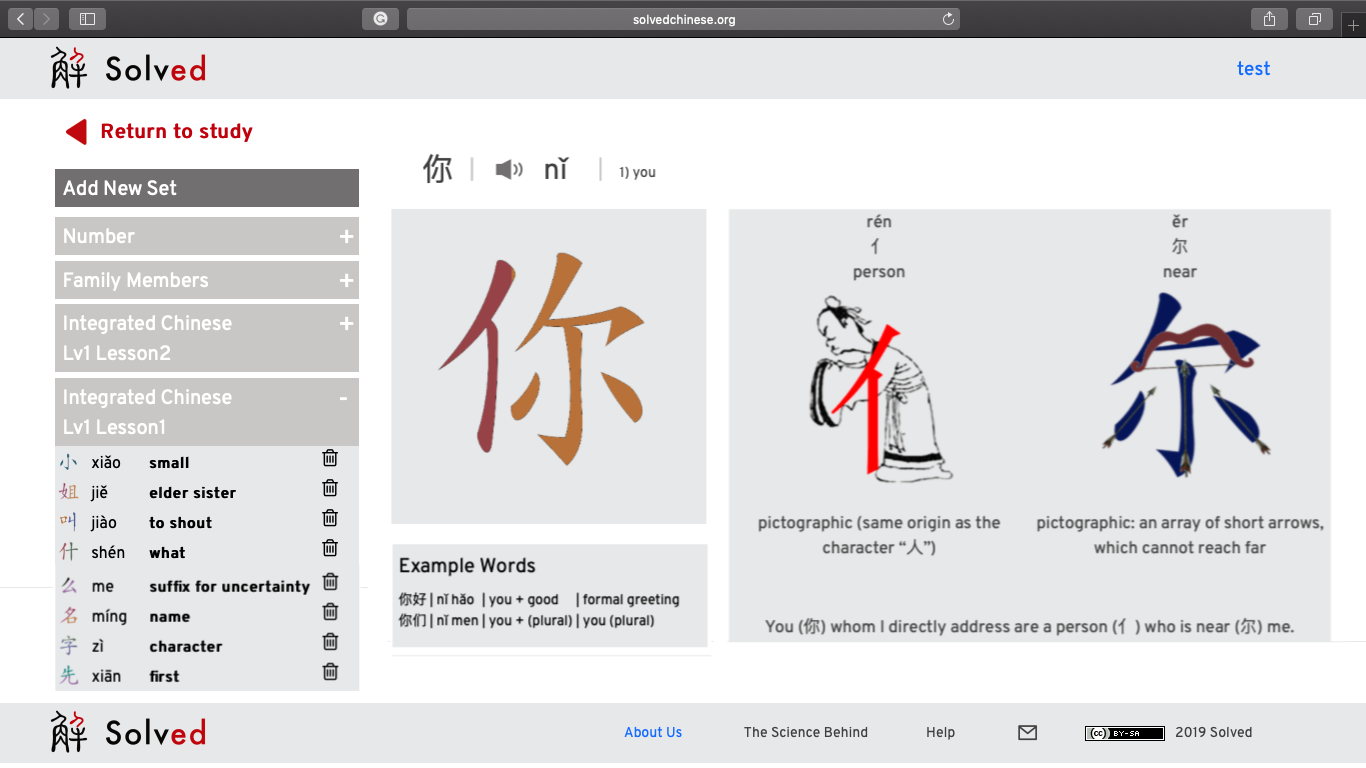 solvedchinese.org
解 Solved
test
Return to study
Add New Set
Number +
Family Members +
Integrated Chinese
Lv1 Lesson2 +
Integrated Chinese
Lv1 Lesson1 -
小 xiǎo small
姐 jiě elder sister
叫 jiào to shout
什 shén what
么 me suffix for uncertainty
名 míng name
字 zì character
先 xiān first
你 | nǐ | 1) you
你
Example Words
你好 | nǐ hǎo | you + good | formal greeting
你们 | nǐ men | you + (plural) | you (plural)
rén
亻
person
亻
pictographic (same origin as the
character “人”)
ěr
尔
near
尔
pictographic: an array of short arrows,
which cannot reach far
You (你) whom I directly address are a person (亻) who is near (尔) me.
解 Solved
About Us
The Science Behind
Help
(cc) BY-SA
2019 Solved